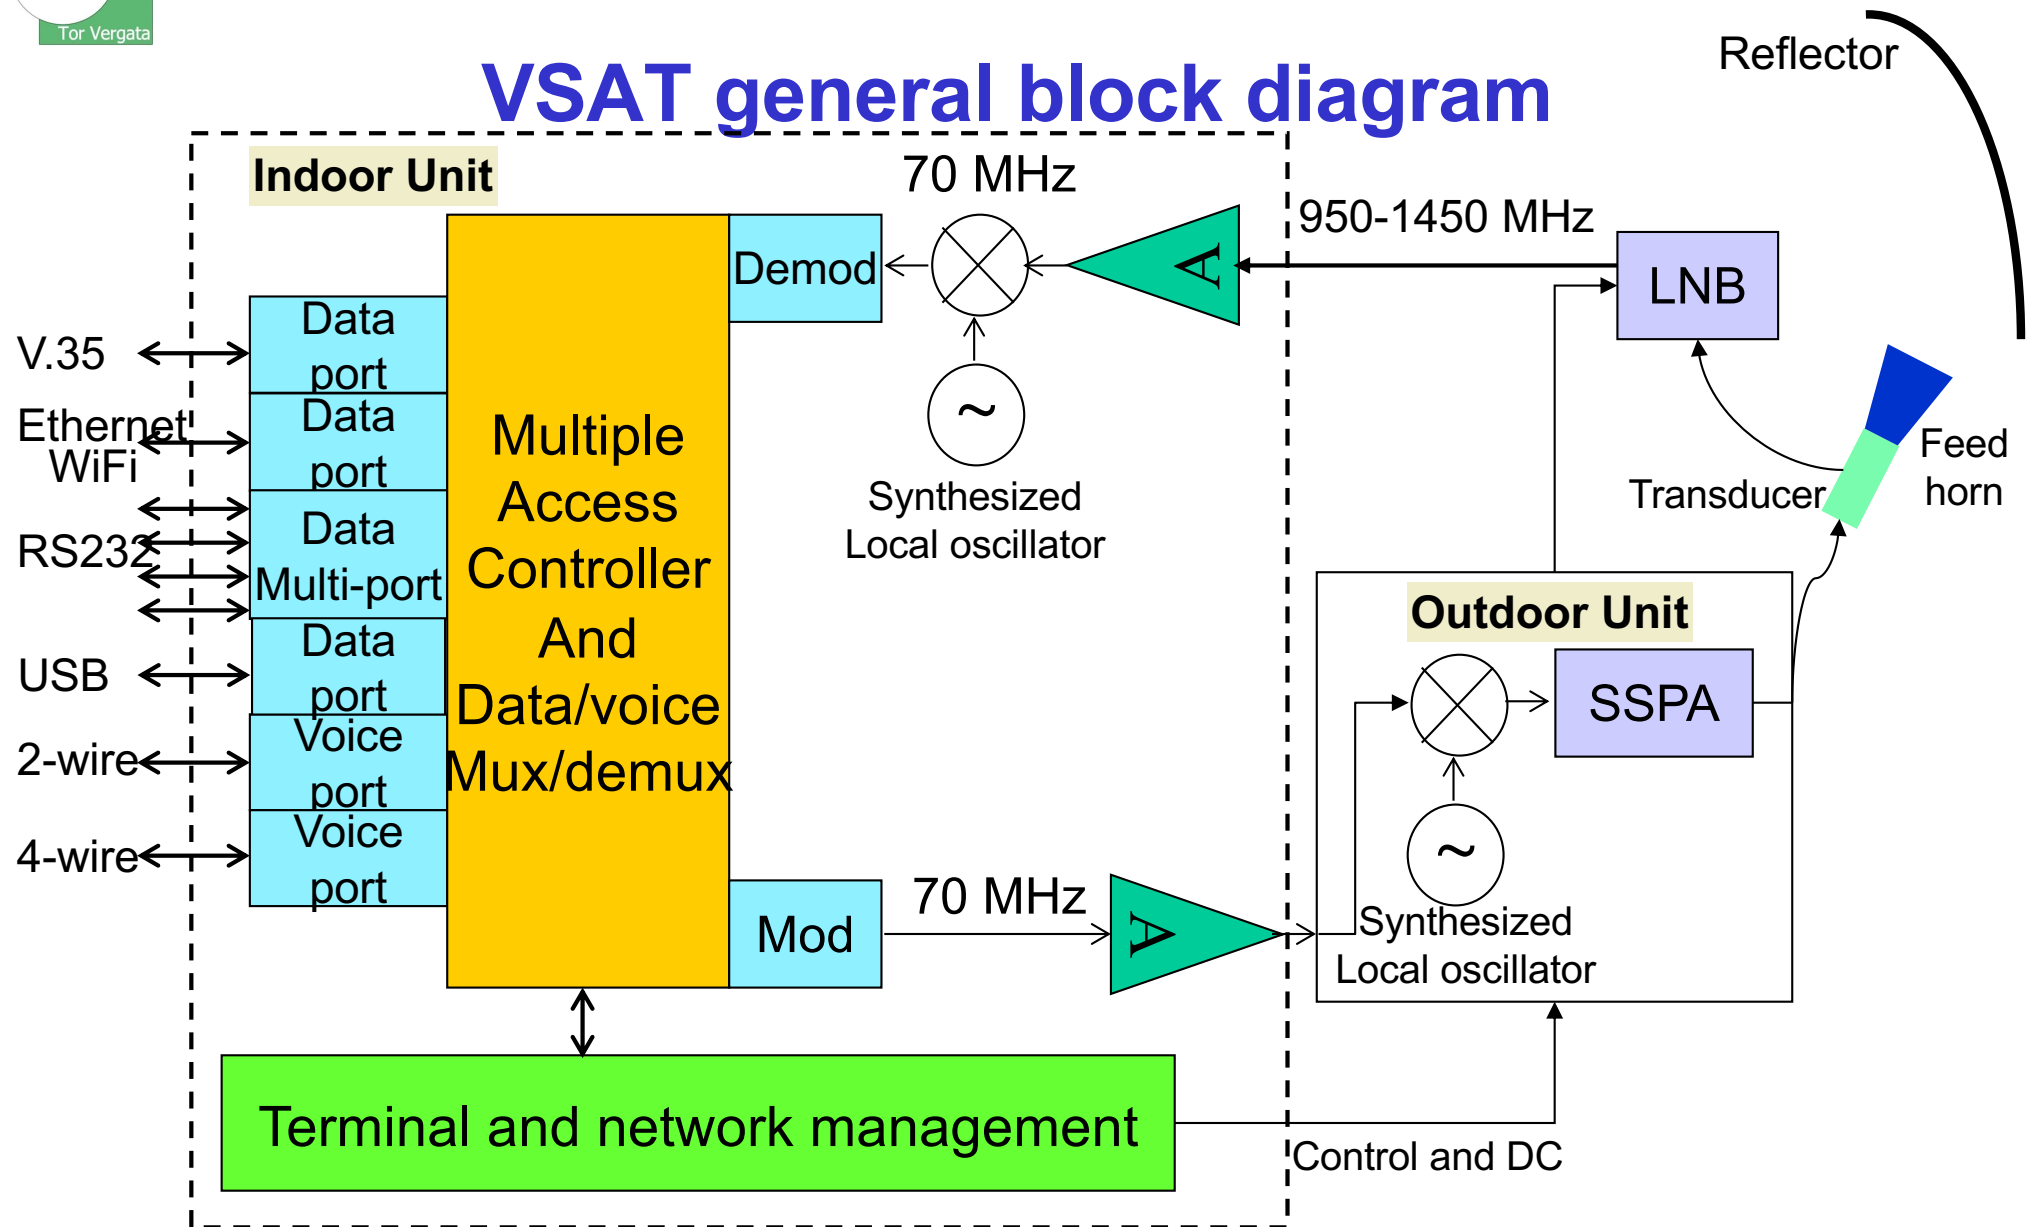 Tor Vergata
VSAT general block diagram
Reflector
Indoor Unit
70 MHz
950-1450 MHz
Demod
A
LNB
~
Synthesized
Local oscillator
V.35
Ethernet
WiFi
RS232
USB
2-wire
4-wire
Data
port
Data
port
Data
Multi-port
Data
port
Voice
port
Voice
port
Multiple
Access
Controller
And
Data/voice
Mux/demux
Transducer
Feed
horn
Outdoor Unit
SSPA
~
Synthesized
Local oscillator
Mod
70 MHz
A
Terminal and network management
Control and DC